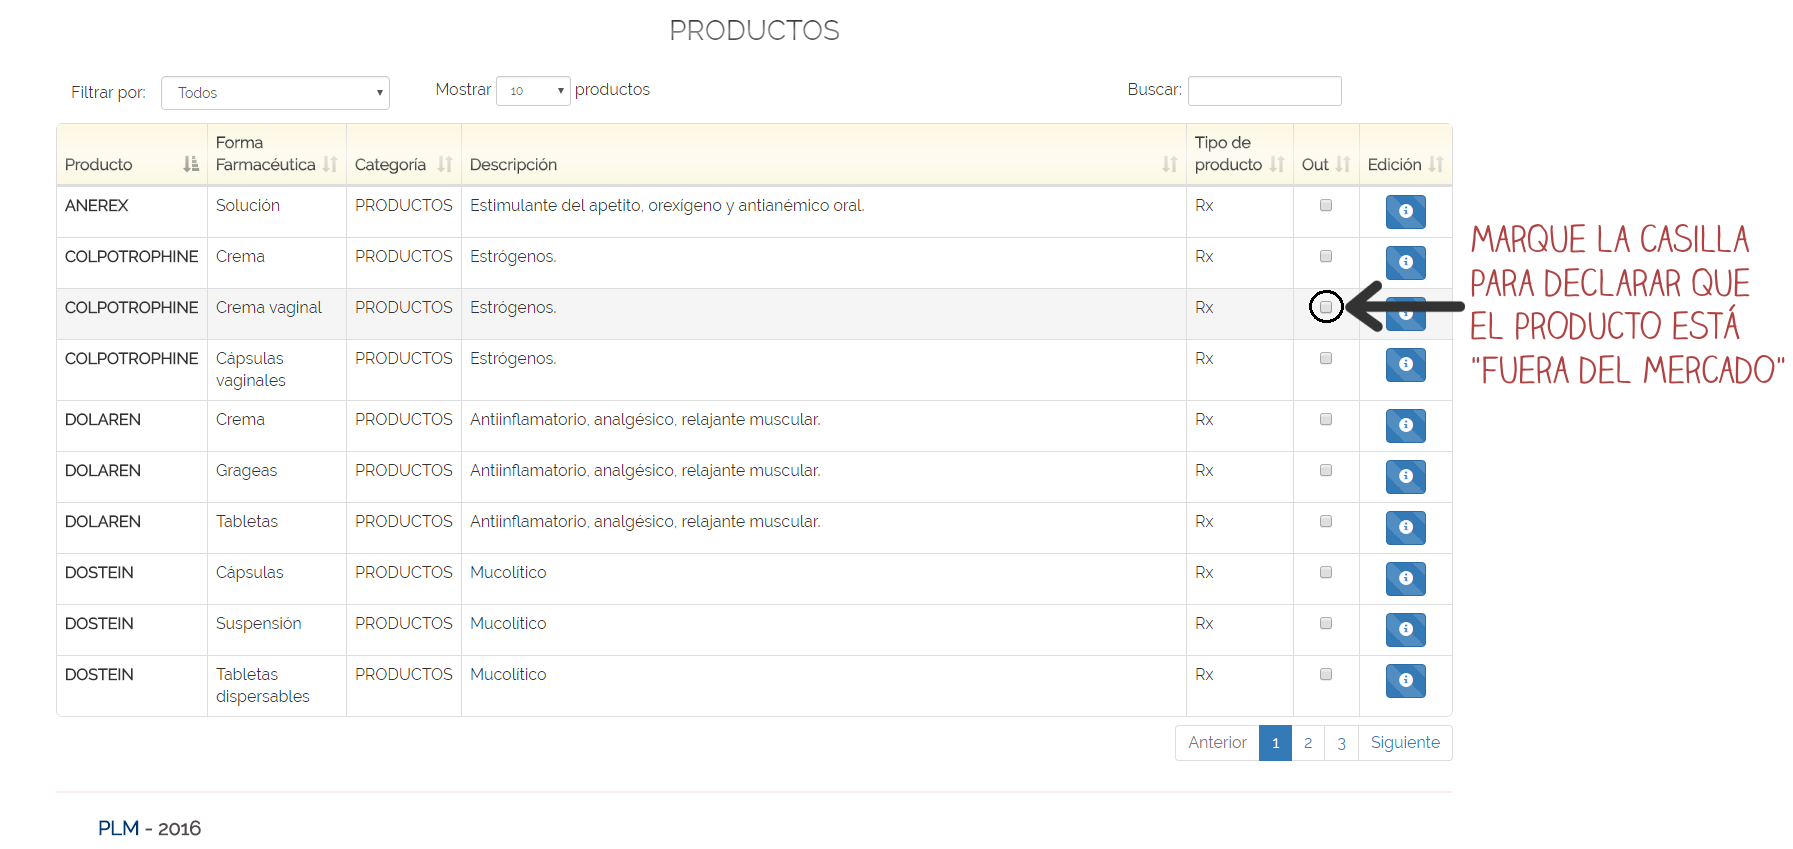 PRODUCTOS
Filtrar por: Todos Mostrar 10 productos Buscar:
Producto Forma Farmacéutica Categoría Descripción Tipo de producto Out Edición
ANEREX Solución PRODUCTOS Estimulante del apetito, orexígeno y antianémico oral. Rx
COLPOTROPHINE Crema PRODUCTOS Estrógenos. Rx
COLPOTROPHINE Crema vaginal PRODUCTOS Estrógenos. Rx
COLPOTROPHINE Cápsulas vaginales PRODUCTOS Estrógenos. Rx
DOLAREN Crema PRODUCTOS Antiinflamatorio, analgésico, relajante muscular. Rx
DOLAREN Grageas PRODUCTOS Antiinflamatorio, analgésico, relajante muscular. Rx
DOLAREN Tabletas PRODUCTOS Antiinflamatorio, analgésico, relajante muscular. Rx
DOSTEIN Cápsulas PRODUCTOS Mucolítico Rx
DOSTEIN Suspensión PRODUCTOS Mucolítico Rx
DOSTEIN Tabletas dispersables PRODUCTOS Mucolítico Rx
MARQUE LA CASILLA
PARA DECLARAR QUE
EL PRODUCTO ESTÁ
"FUERA DEL MERCADO"
Anterior 1 2 3 Siguiente
PLM - 2016